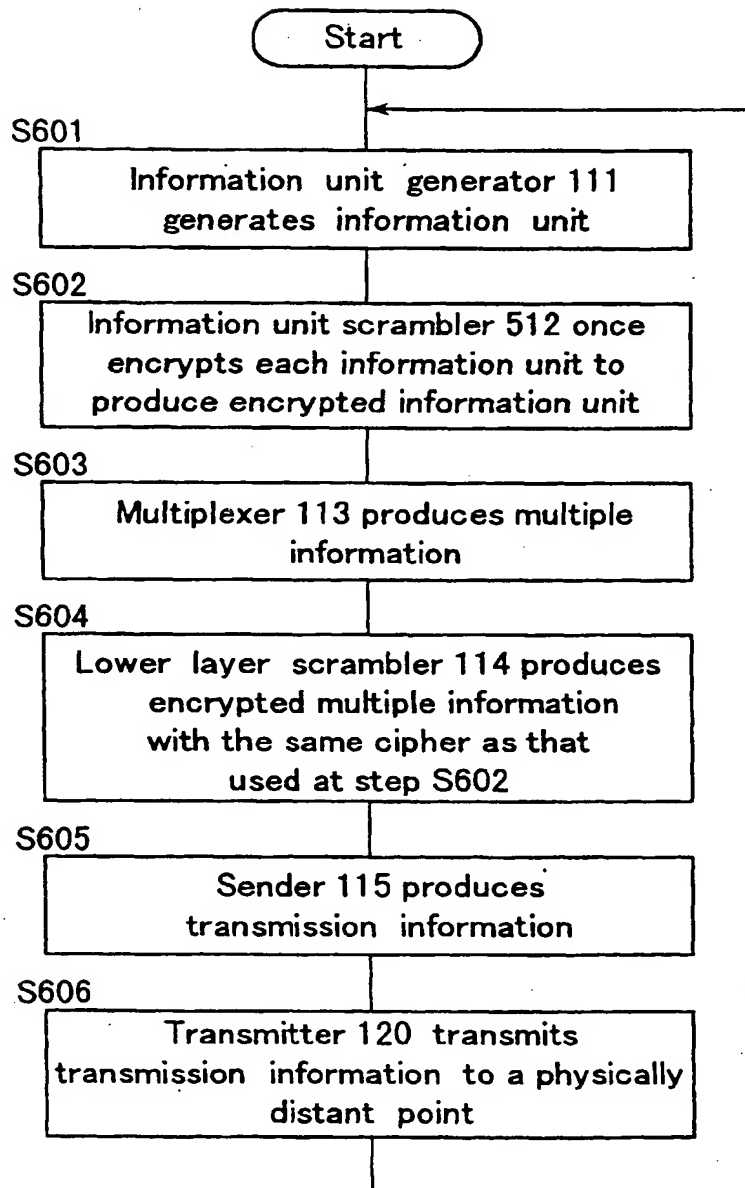 Start
S601
Information unit generator 111
generates information unit
S602
Information unit scrambler 512 once
encrypts each information unit to
produce encrypted information unit
S603
Multiplexer 113 produces multiple
information
S604
Lower layer scrambler 114 produces
encrypted multiple information
with the same cipher as that
used at step S602
S605
Sender 115 produces
transmission information
S606
Transmitter 120 transmits
transmission information to a physically
distant point